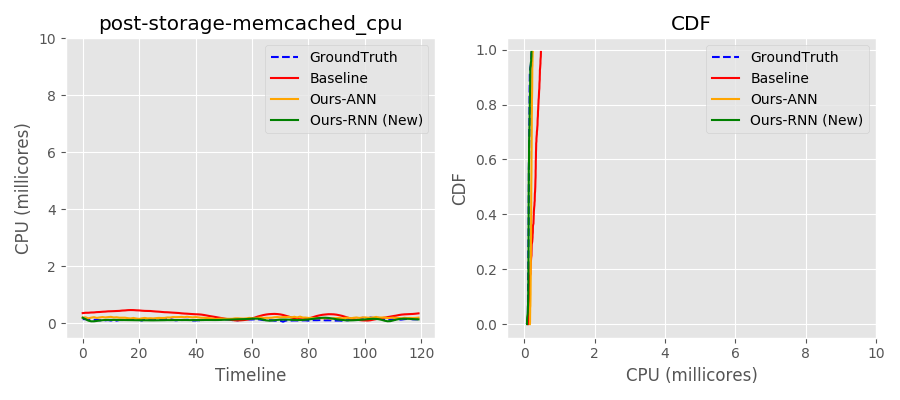 post-storage-memcached_cpu
CPU (millicores)
10
8
6
4
2
0
0 20 40 60 80 100 120
Timeline
GroundTruth
Baseline
Ours-ANN
Ours-RNN (New)
CDF
CDF
1.0
0.8
0.6
0.4
0.2
0.0
0 2 4 6 8 10
CPU (millicores)
GroundTruth
Baseline
Ours-ANN
Ours-RNN (New)